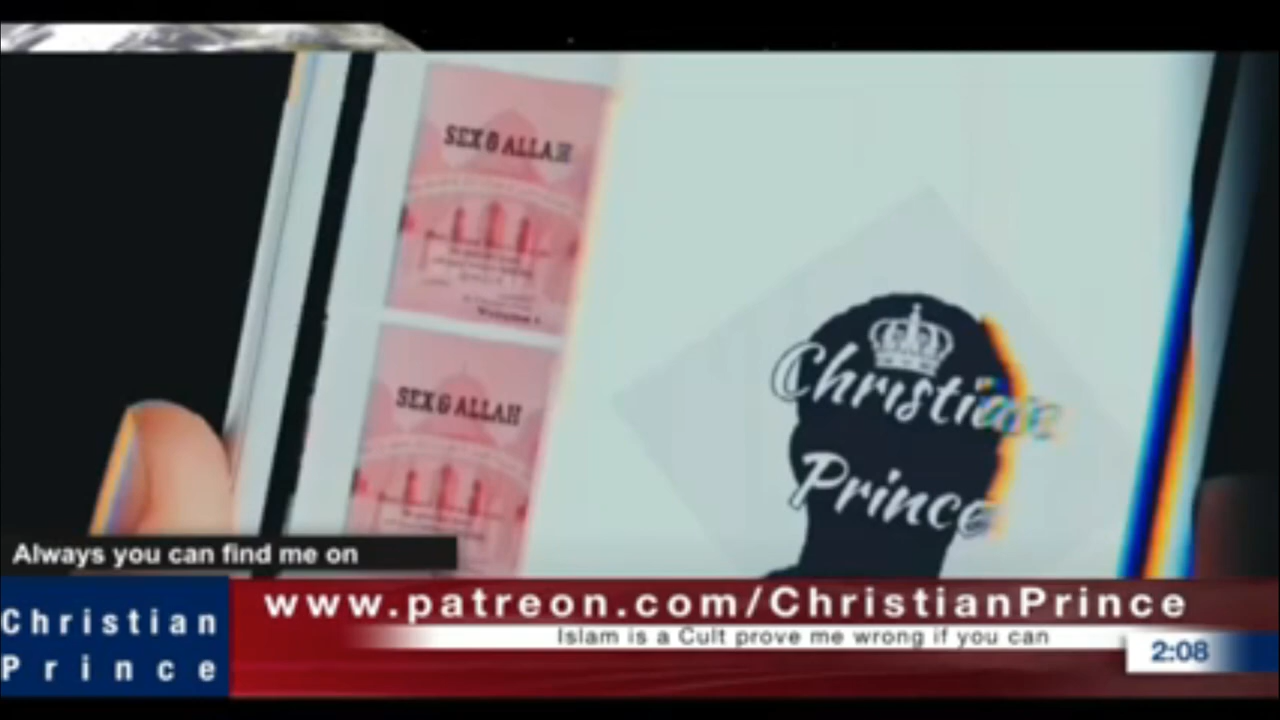 SEX & ALLAH
SEX & ALLAH
Christian
Prince
Always you can find me on
Christian
Prince
www.patreon.com/ChristianPrince
Islam is a Cult prove me wrong if you can
2:08